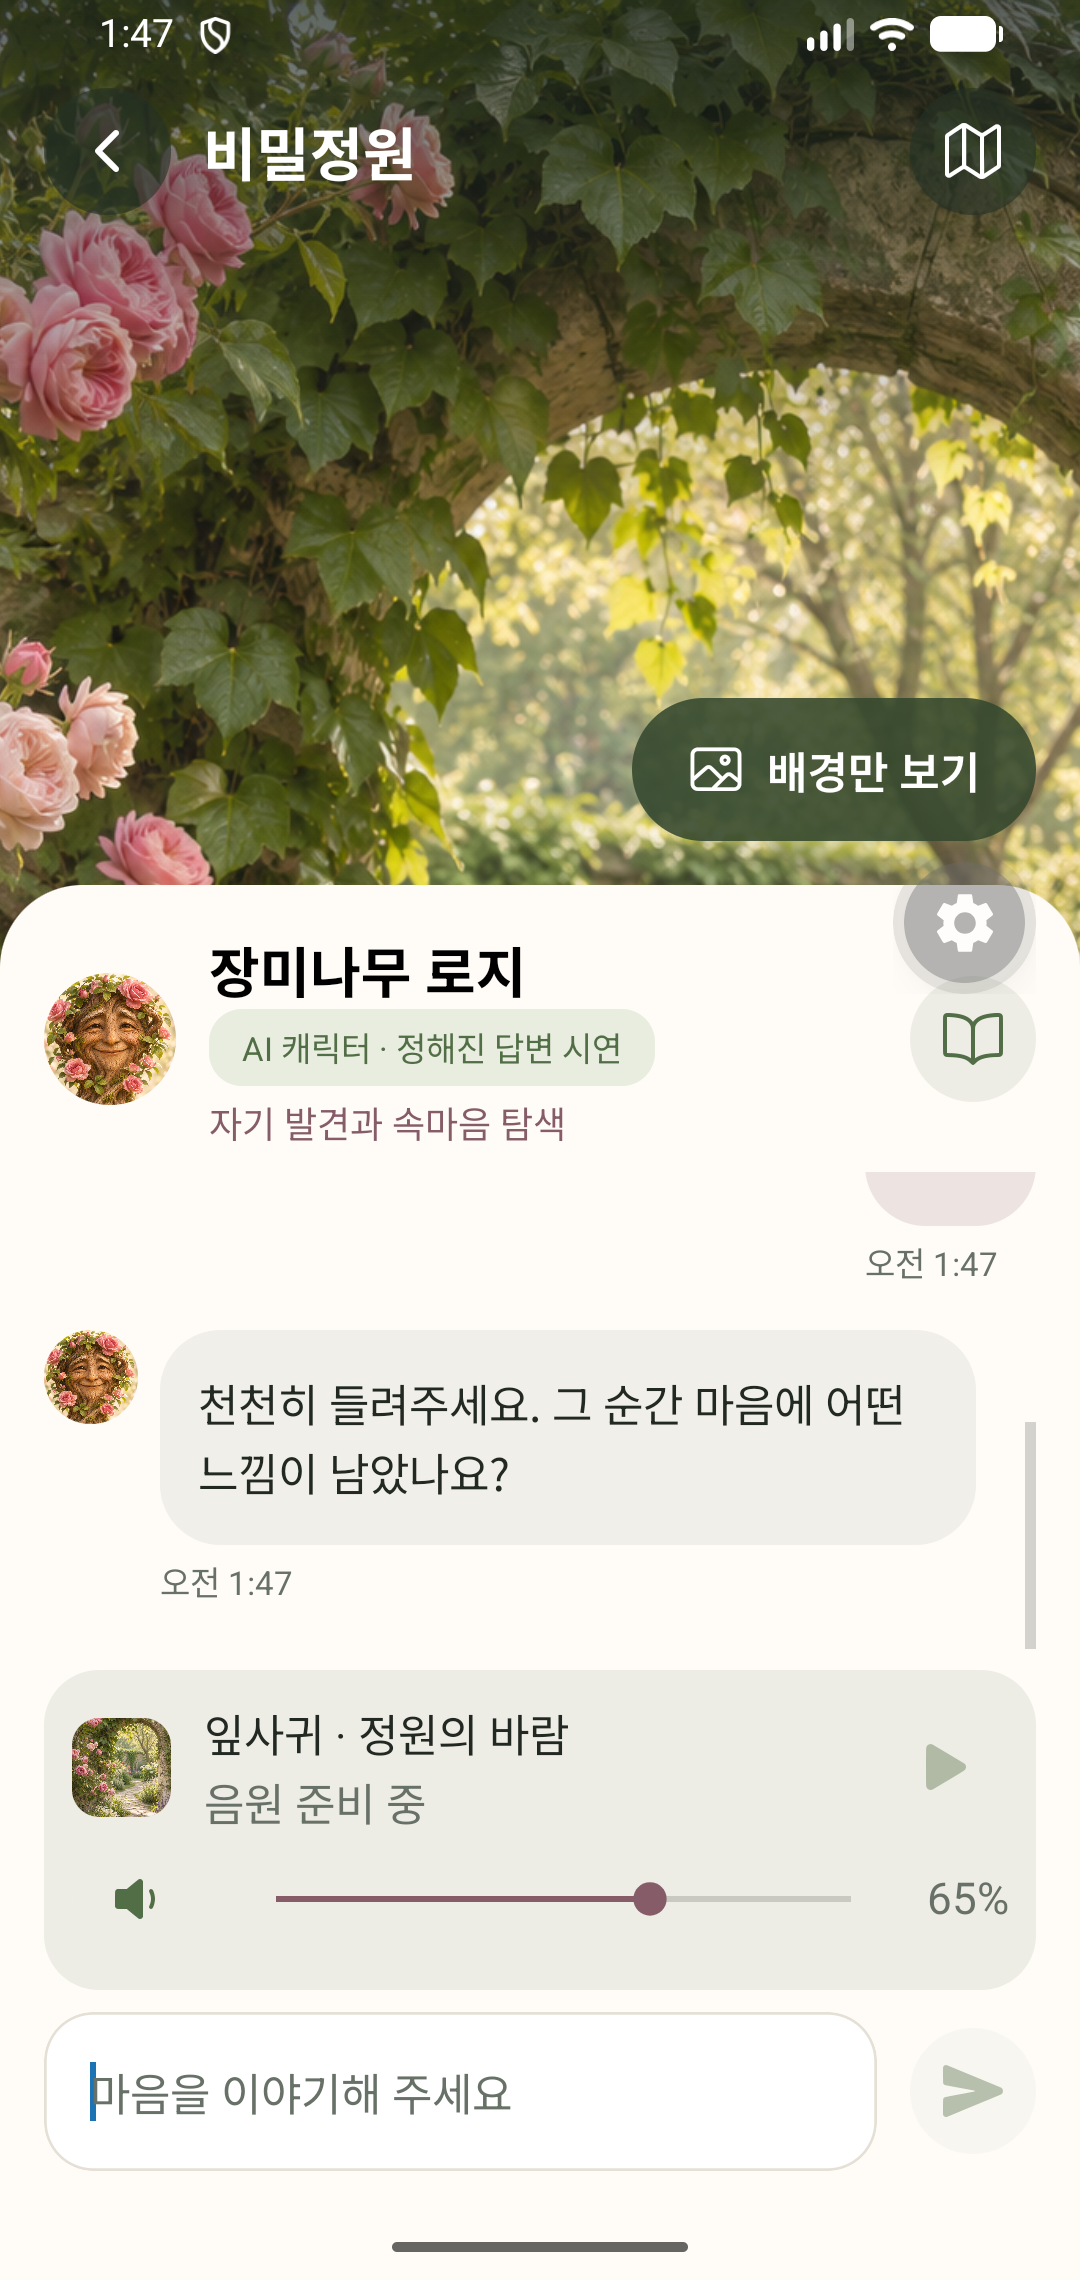 1:47
비밀정원
배경만 보기
장미나무 로지
AI 캐릭터 · 정해진 답변 시연
자기 발견과 속마음 탐색
오전 1:47
천천히 들려주세요. 그 순간 마음에 어떤
느낌이 남았나요?
오전 1:47
잎사귀 · 정원의 바람
음원 준비 중
65%
마음을 이야기해 주세요